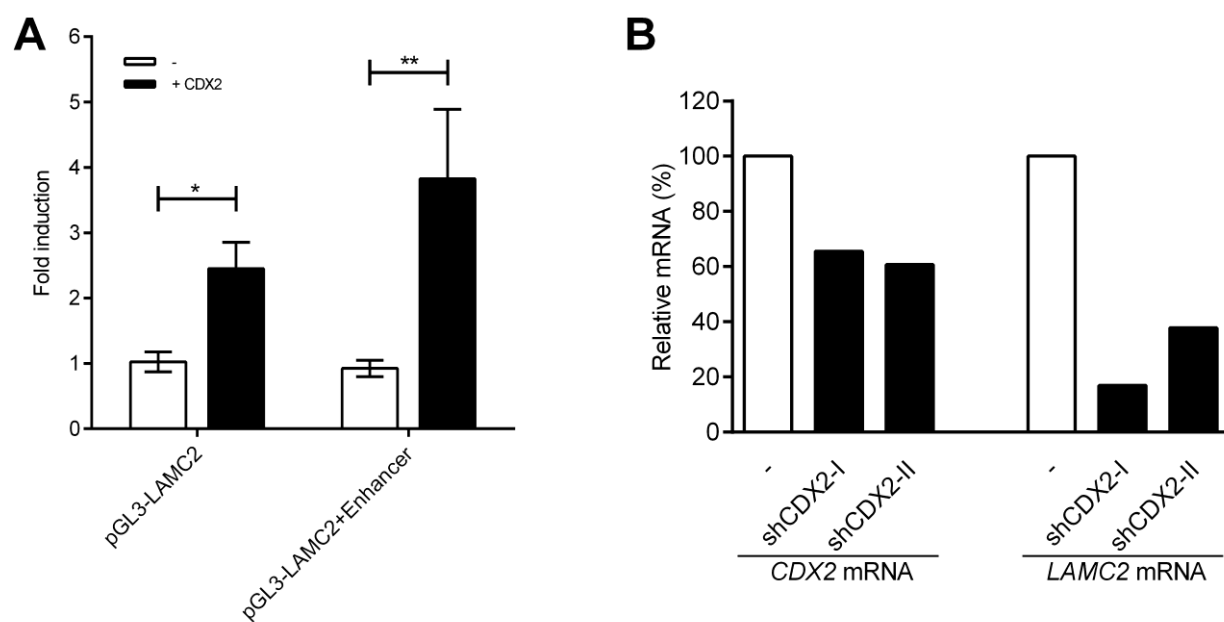 A
Fold induction
6
5
4
3
2
1
0
-
+ CDX2
*
**
pGL3-LAMC2
pGL3-LAMC2+Enhancer
B
Relative mRNA (%)
120
100
80
60
40
20
0
-
shCDX2-I
shCDX2-II
-
shCDX2-I
shCDX2-II
CDX2 mRNA
LAMC2 mRNA